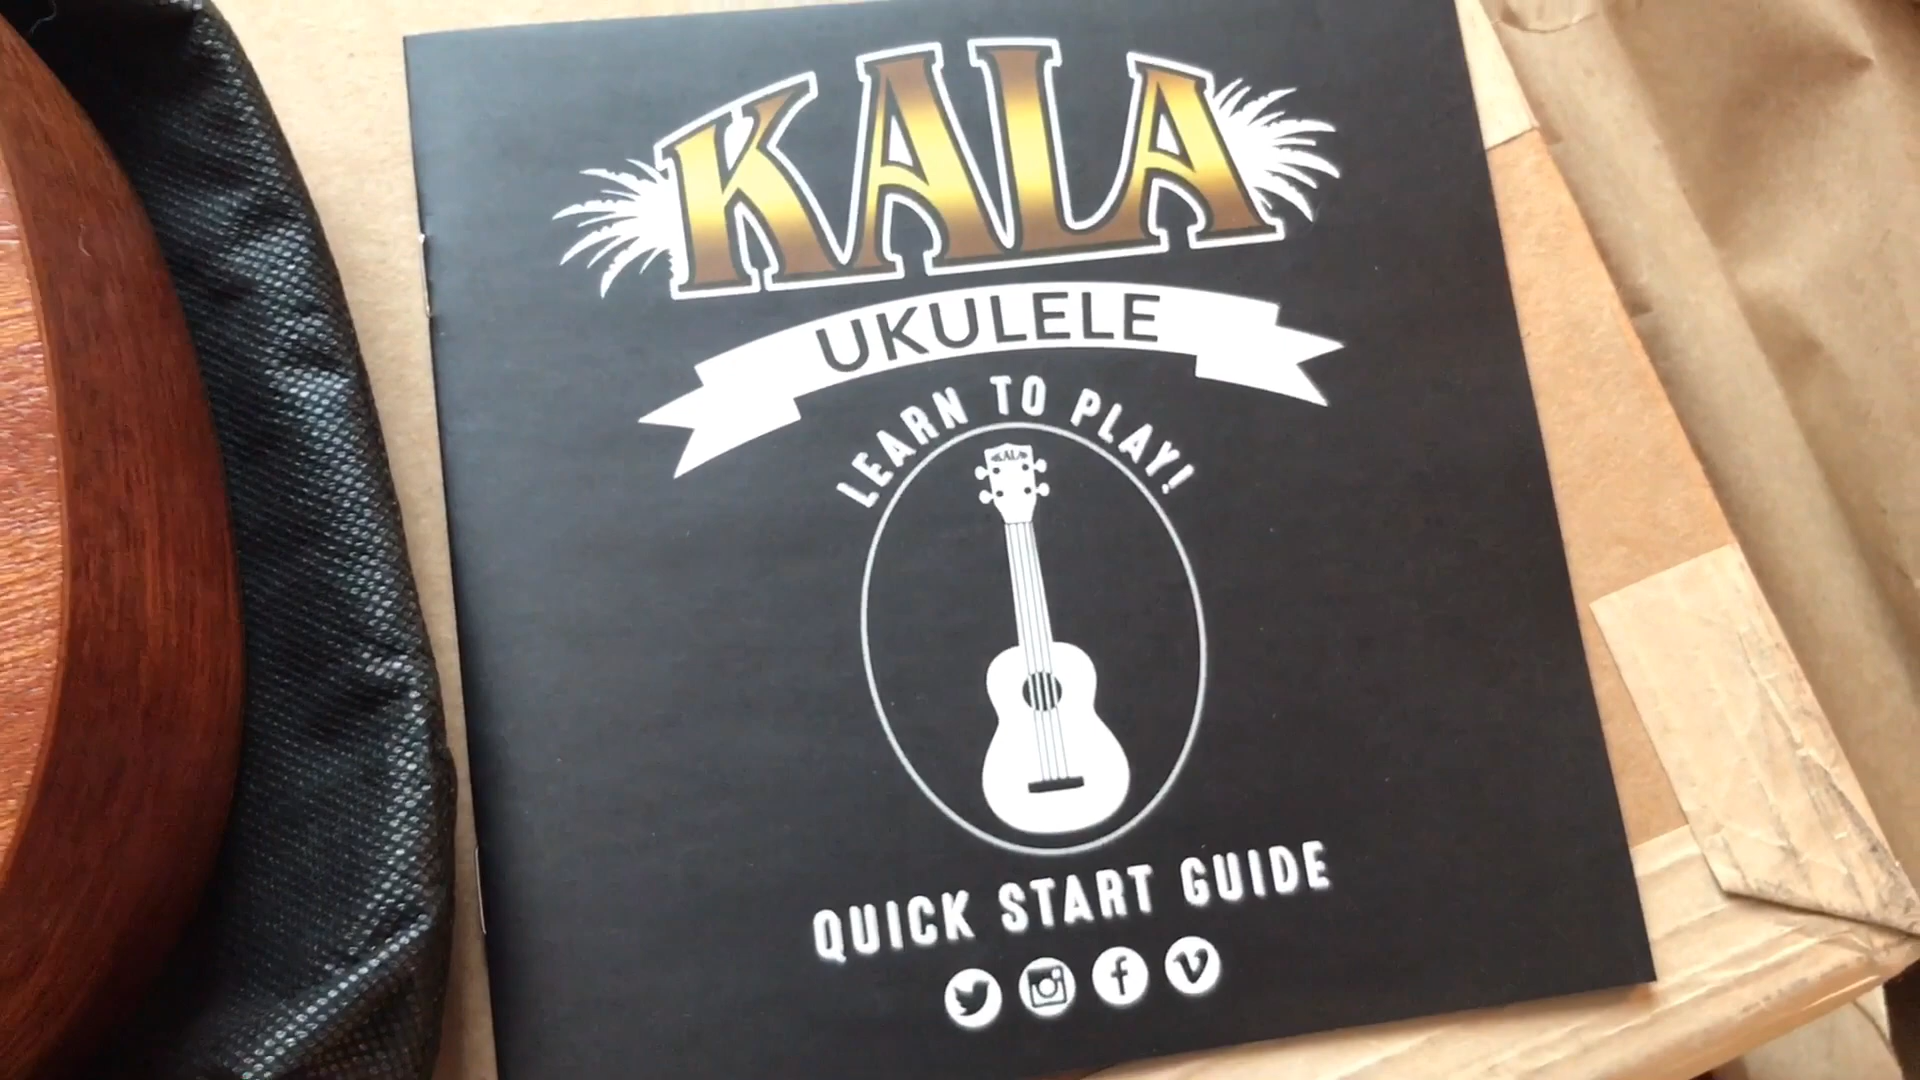 KALA
UKULELE
LEARN TO PLAY!
KALA
QUICK START GUIDE